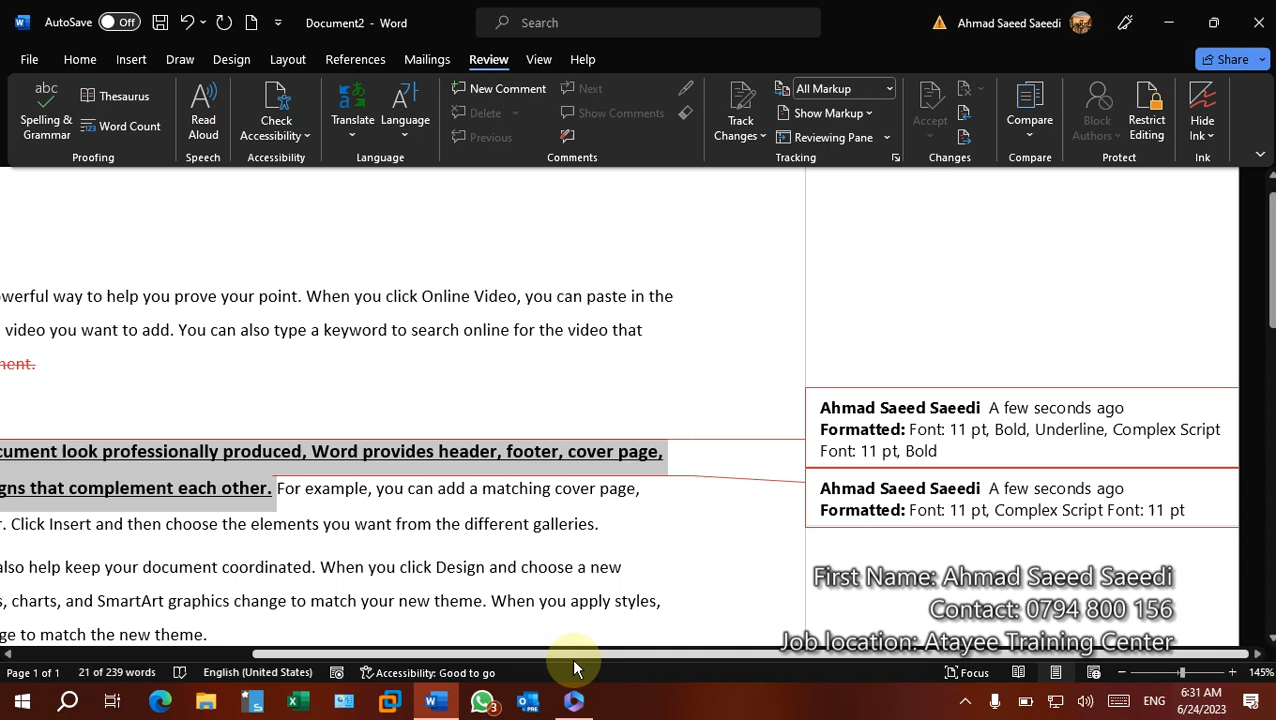 AutoSave Off Document2 - Word Search Ahmad Saeed Saeedi
File Home Insert Draw Design Layout References Mailings Review View Help Share
Spelling & Grammar Thesaurus Word Count Proofing
Read Aloud Speech
Check Accessibility Accessibility
Translate Language Language
New Comment Delete Previous Next Show Comments Comments
Track Changes All Markup Show Markup Reviewing Pane Tracking
Accept Changes
Compare Compare
Block Authors Restrict Editing Protect
Hide Ink Ink
owerful way to help you prove your point. When you click Online Video, you can paste in the
video you want to add. You can also type a keyword to search online for the video that
nent.
cument look professionally produced, Word provides header, footer, cover page,
gns that complement each other. For example, you can add a matching cover page,
r. Click Insert and then choose the elements you want from the different galleries.
also help keep your document coordinated. When you click Design and choose a new
s, charts, and SmartArt graphics change to match your new theme. When you apply styles,
ge to match the new theme.
Ahmad Saeed Saeedi A few seconds ago
Formatted: Font: 11 pt, Bold, Underline, Complex Script
Font: 11 pt, Bold
Ahmad Saeed Saeedi A few seconds ago
Formatted: Font: 11 pt, Complex Script Font: 11 pt
First Name: Ahmad Saeed Saeedi
Contact: 0794 800 156
Job location: Atayee Training Center
Page 1 of 1 21 of 239 words English (United States) Accessibility: Good to go Focus 145%
3 PRE ENG 6:31 AM
6/24/2023